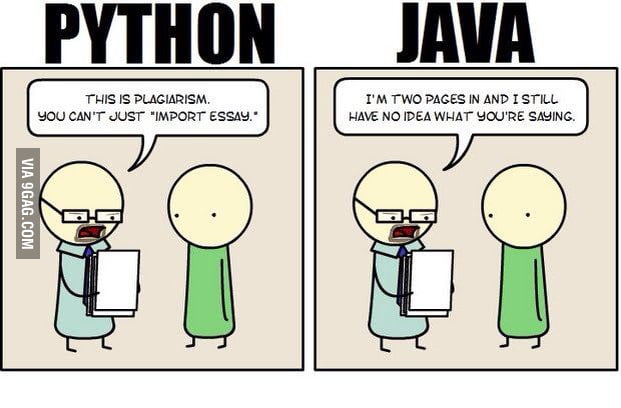 PYTHON
JAVA
THIS IS PLAGIARISM.
YOU CAN'T JUST "IMPORT ESSAY."
I'M TWO PAGES IN AND I STILL
HAVE NO IDEA WHAT YOU'RE SAYING.
VIA 9GAG.COM